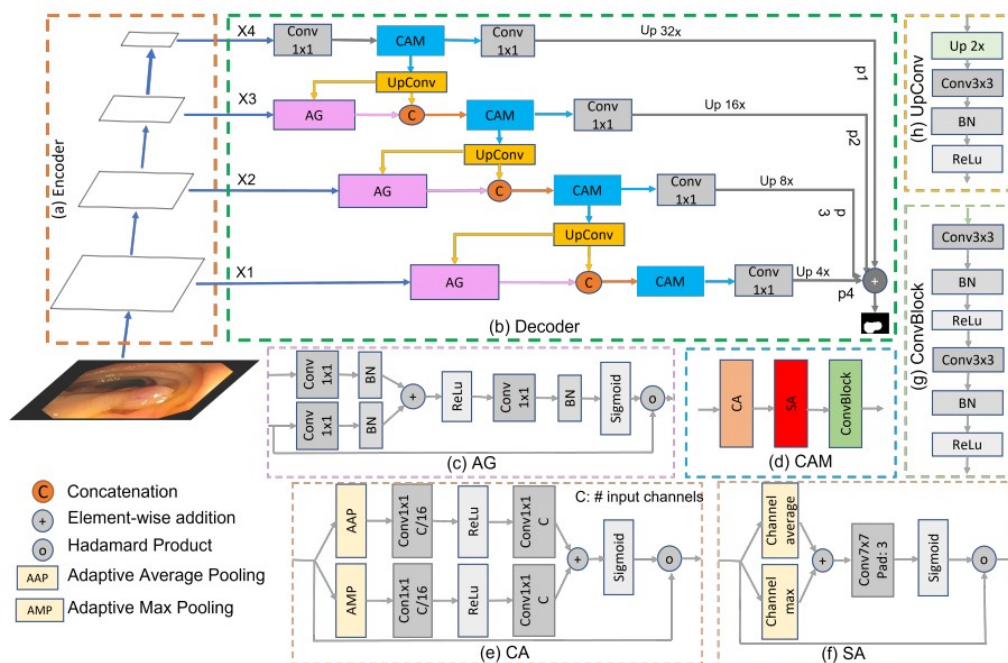 (a) Encoder
X4
Conv
1x1
CAM
Conv
1x1
Up 32x
p1
UpConv
X3
AG
C
CAM
Conv
1x1
Up 16x
p2
UpConv
X2
AG
C
CAM
Conv
1x1
Up 8x
p
3
UpConv
X1
AG
C
CAM
Conv
1x1
Up 4x
p4
+
(b) Decoder
(h) UpConv
Up 2x
Conv3x3
BN
ReLu
(g) ConvBlock
Conv3x3
BN
ReLu
Conv3x3
BN
ReLu
Conv
1x1
BN
Conv
1x1
BN
+
ReLu
Conv
1x1
BN
Sigmoid
o
(c) AG
CA
SA
ConvBlock
(d) CAM
C
Concatenation
+
Element-wise addition
o
Hadamard Product
AAP
Adaptive Average Pooling
AMP
Adaptive Max Pooling
C: # input channels
AAP
Conv1x1
C/16
ReLu
Conv1x1
C
AMP
Con1x1
C/16
ReLu
Conv1x1
C
+
Sigmoid
o
(e) CA
Channel
average
Channel
max
+
Conv7x7
Pad: 3
Sigmoid
o
(f) SA